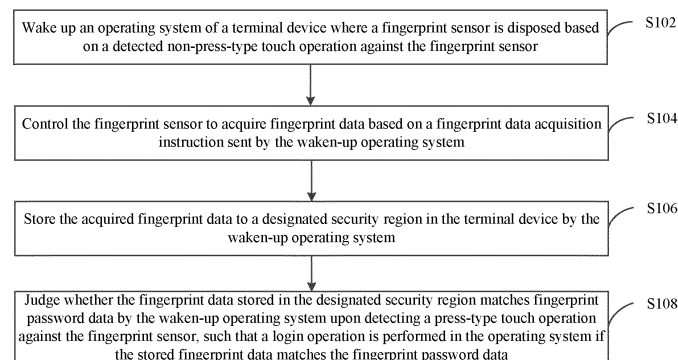 Wake up an operating system of a terminal device where a fingerprint sensor is disposed based
on a detected non-press-type touch operation against the fingerprint sensor
S102
Control the fingerprint sensor to acquire fingerprint data based on a fingerprint data acquisition
instruction sent by the waken-up operating system
S104
Store the acquired fingerprint data to a designated security region in the terminal device by the
waken-up operating system
S106
Judge whether the fingerprint data stored in the designated security region matches fingerprint
password data by the waken-up operating system upon detecting a press-type touch operation
against the fingerprint sensor, such that a login operation is performed in the operating system if
the stored fingerprint data matches the fingerprint password data
S108